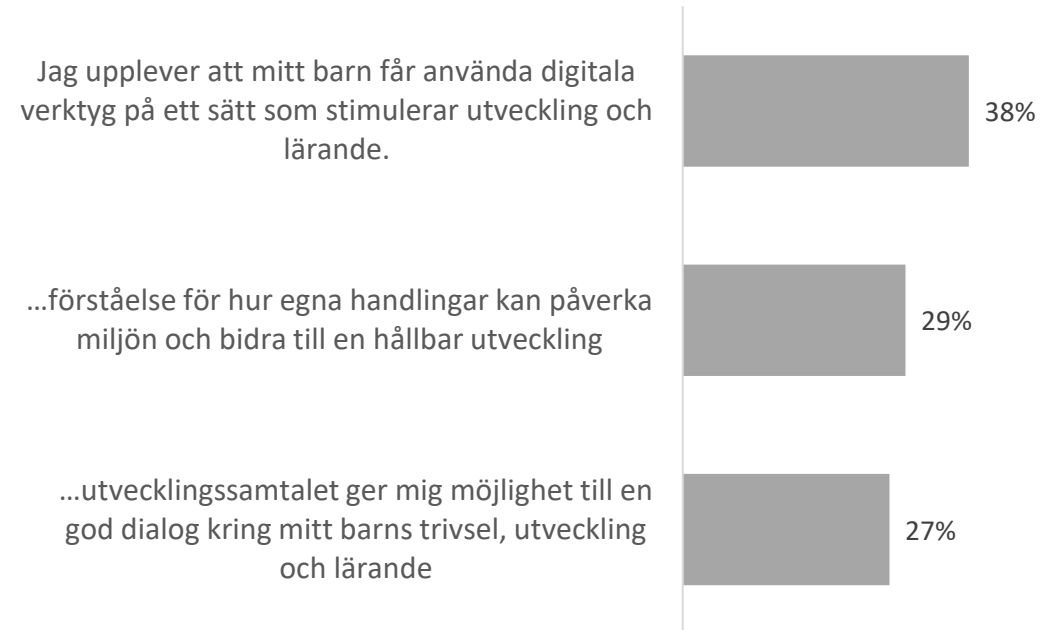 Jag upplever att mitt barn får använda digitala
verktyg på ett sätt som stimulerar utveckling och
lärande.
38%
…förståelse för hur egna handlingar kan påverka
miljön och bidra till en hållbar utveckling
29%
…utvecklingssamtalet ger mig möjlighet till en
god dialog kring mitt barns trivsel, utveckling
och lärande
27%